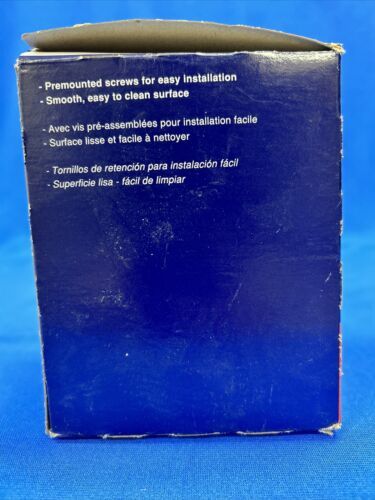 - Premounted screws for easy installation
- Smooth, easy to clean surface
- Avec vis pré-assemblées pour installation facile
- Surface lisse et facile à nettoyer
- Tornillos de retención para instalación fácil
- Superficie lisa - fácil de limpiar